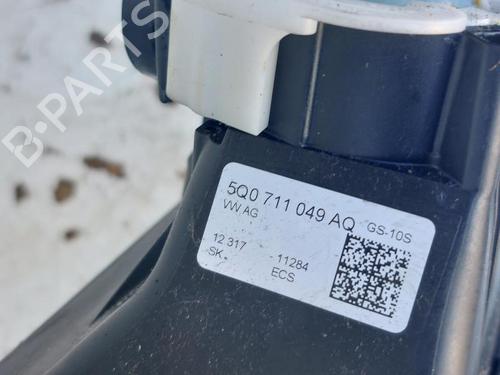 B-PARTS
5Q0 711 049 AQ GS-10S
VW AG
12 317 11284
SK. ECS